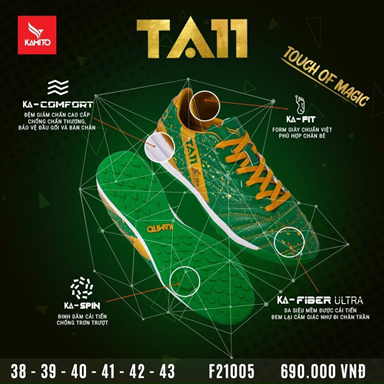 KAMITO
TA11
TOUCH OF MAGIC
KA-COMFORT
ĐỆM GIẢM CHẤN CAO CẤP
CHỐNG CHẤN THƯƠNG,
BẢO VỆ ĐẦU GỐI VÀ BÀN CHÂN
KA-FIT
FORM GIÀY CHUẨN VIỆT
PHÙ HỢP CHÂN BÈ
TA11
KAMITO
KA-SPIN
ĐINH DĂM CẢI TIẾN
CHỐNG TRƠN TRƯỢT
KA-FIBER ULTRA
DA SIÊU MỀM ĐƯỢC CẢI TIẾN
ĐEM LẠI CẢM GIÁC NHƯ ĐI CHÂN TRẦN
38 - 39 - 40 - 41 - 42 - 43
F21005
690.000 VNĐ